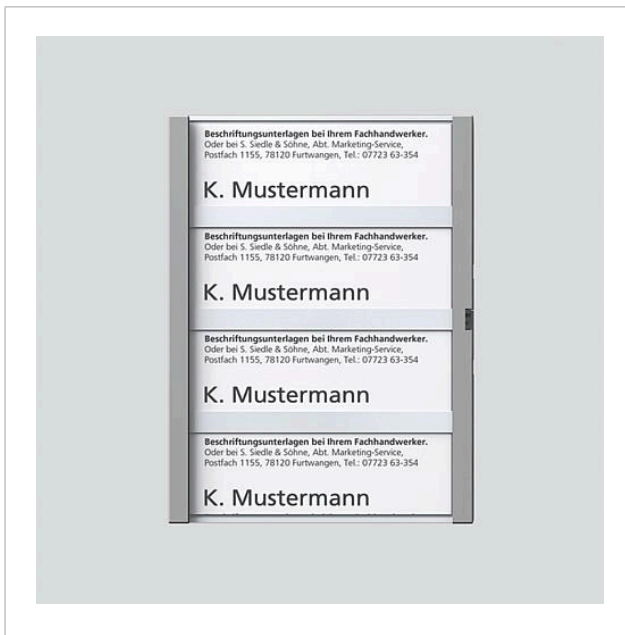 Beschriftungsunterlagen bei Ihrem Fachhandwerker.
Oder bei S. Siedle & Söhne, Abt. Marketing-Service,
Postfach 1155, 78120 Furtwangen, Tel.: 07723 63-354
K. Mustermann
Beschriftungsunterlagen bei Ihrem Fachhandwerker.
Oder bei S. Siedle & Söhne, Abt. Marketing-Service,
Postfach 1155, 78120 Furtwangen, Tel.: 07723 63-354
K. Mustermann
Beschriftungsunterlagen bei Ihrem Fachhandwerker.
Oder bei S. Siedle & Söhne, Abt. Marketing-Service,
Postfach 1155, 78120 Furtwangen, Tel.: 07723 63-354
K. Mustermann
Beschriftungsunterlagen bei Ihrem Fachhandwerker.
Oder bei S. Siedle & Söhne, Abt. Marketing-Service,
Postfach 1155, 78120 Furtwangen, Tel.: 07723 63-354
K. Mustermann